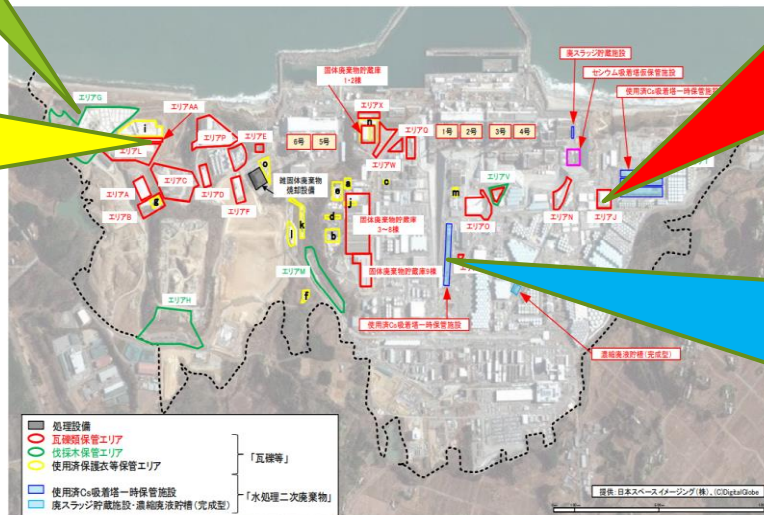 エリアG
エリアAA
i
エリアL
エリアP
エリアE
エリアA
エリアB
g
エリアC
エリアD
エリアF
o
雑固体廃棄物
焼却設備
6号
5号
固体廃棄物貯蔵庫
1・2棟
エリアX
n
エリアW
エリアQ
1号
2号
3号
4号
廃スラッジ貯蔵施設
セシウム吸着塔仮保管施設
使用済Cs吸着塔一時保管施設
エリアV
エリアO
エリアN
エリアJ
m
c
e
a
j
d
b
k
l
f
固体廃棄物貯蔵庫
3～8棟
固体廃棄物貯蔵庫9棟
エリアM
エリアH
使用済Cs吸着塔一時保管施設
濃縮廃液貯槽(完成型)
処理設備
瓦礫類保管エリア
伐採木保管エリア
使用済保護衣等保管エリア
「瓦礫等」
使用済Cs吸着塔一時保管施設
廃スラッジ貯蔵施設・濃縮廃液貯槽(完成型)
「水処理二次廃棄物」
提供:日本スペースイメージング(株)、(C)DigitalGlobe